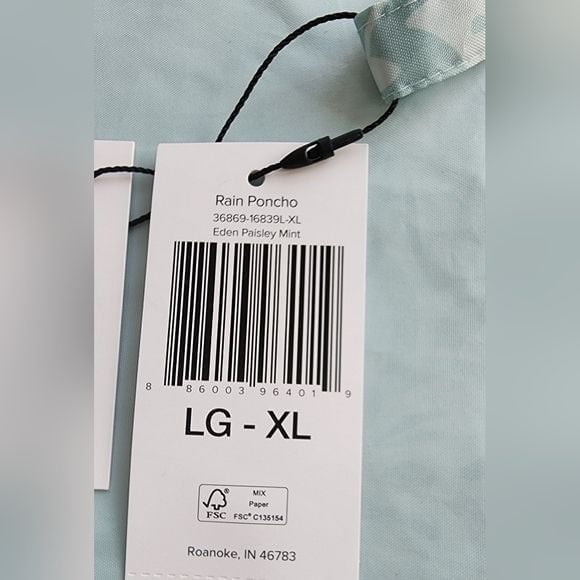 Rain Poncho
36869-16839L-XL
Eden Paisley Mint
8 86003 96401 9
LG - XL
FSC®
MIX
Paper
FSC® C135154
Roanoke, IN 46783